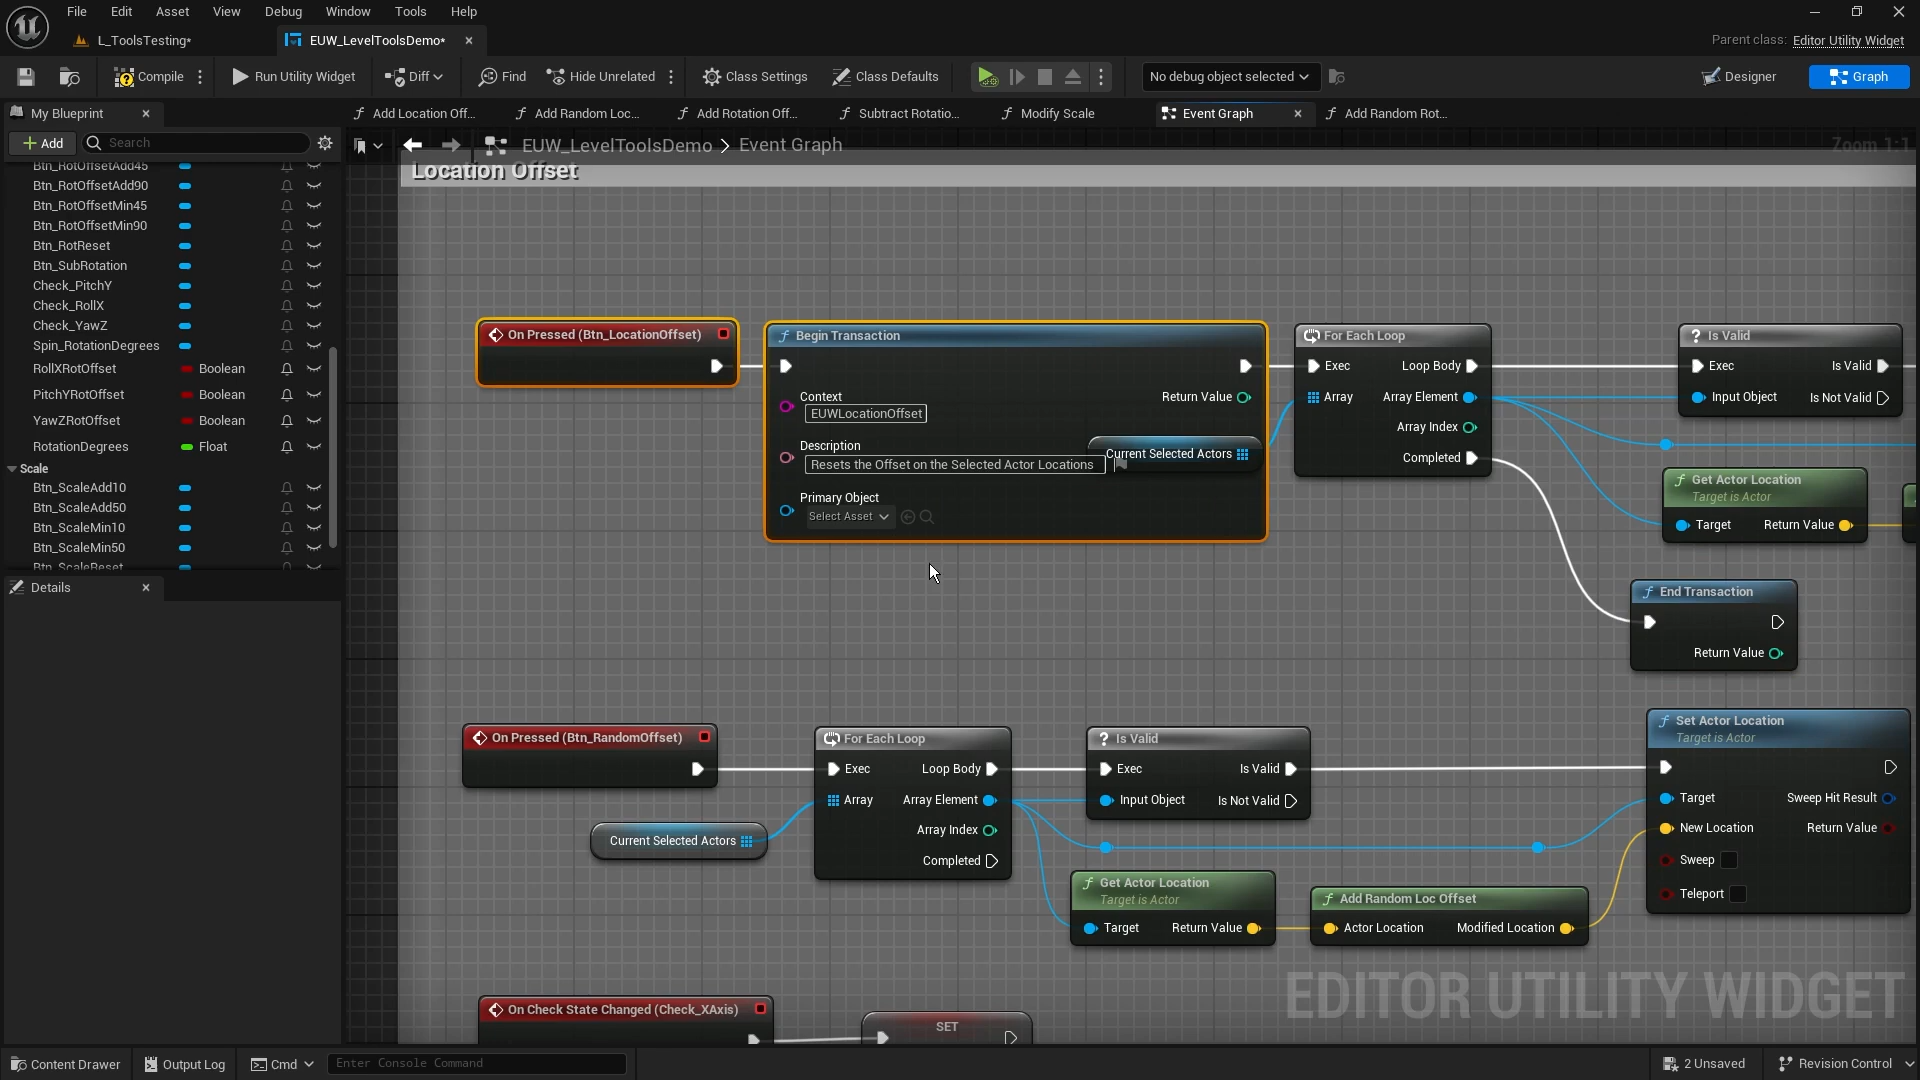 File Edit Asset View Debug Window Tools Help
L_ToolsTesting*
EUW_LevelToolsDemo*
Parent class: Editor Utility Widget
Compile
Run Utility Widget
Diff
Find
Hide Unrelated
Class Settings
Class Defaults
No debug object selected
Designer
Graph
My Blueprint
Add Location Off...
Add Random Loc...
Add Rotation Off...
Subtract Rotatio...
Modify Scale
Event Graph
Add Random Rot...
Add
Search
EUW_LevelToolsDemo > Event Graph
Zoom 1:1
Location Offset
Btn_RotOffsetAdd45
Btn_RotOffsetAdd90
Btn_RotOffsetMin45
Btn_RotOffsetMin90
Btn_RotReset
Btn_SubRotation
Check_PitchY
Check_RollX
Check_YawZ
Spin_RotationDegrees
RollXRotOffset Boolean
PitchYRotOffset Boolean
YawZRotOffset Boolean
RotationDegrees Float
Scale
Btn_ScaleAdd10
Btn_ScaleAdd50
Btn_ScaleMin10
Btn_ScaleMin50
Btn_ScaleReset
Details
On Pressed (Btn_LocationOffset)
Begin Transaction
Context
EUWLocationOffset
Return Value
Description
Resets the Offset on the Selected Actor Locations
Primary Object
Select Asset
Current Selected Actors
For Each Loop
Exec Loop Body
Array Array Element
Array Index
Completed
Is Valid
Exec Is Valid
Input Object Is Not Valid
Get Actor Location
Target is Actor
Target Return Value
End Transaction
Return Value
On Pressed (Btn_RandomOffset)
Current Selected Actors
For Each Loop
Exec Loop Body
Array Array Element
Array Index
Completed
Is Valid
Exec Is Valid
Input Object Is Not Valid
Get Actor Location
Target is Actor
Target Return Value
Add Random Loc Offset
Actor Location Modified Location
Set Actor Location
Target is Actor
Target Sweep Hit Result
New Location Return Value
Sweep
Teleport
On Check State Changed (Check_XAxis)
SET
EDITOR UTILITY WIDGET
Content Drawer
Output Log
Cmd
Enter Console Command
2 Unsaved
Revision Control